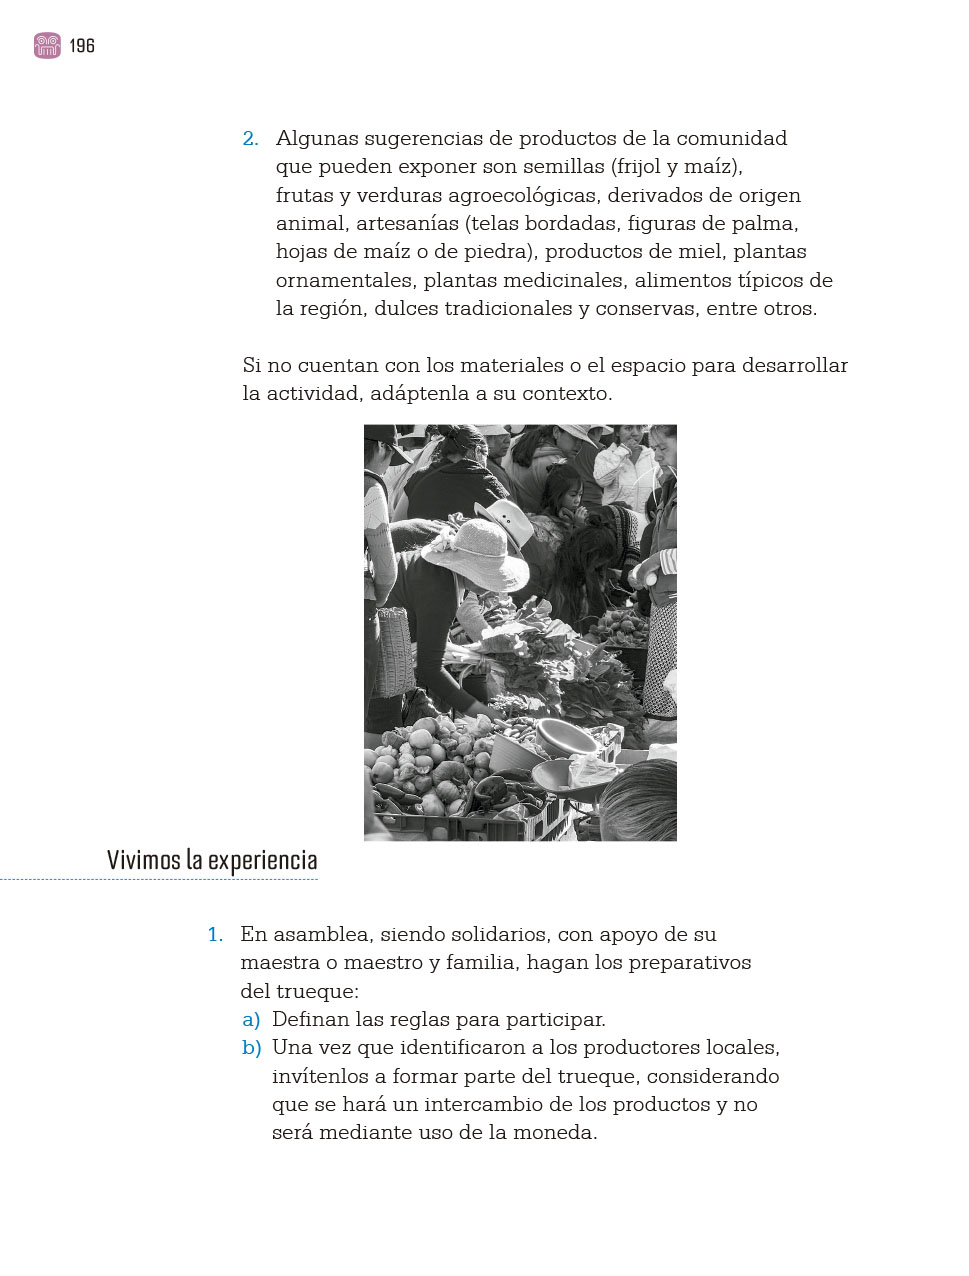 196
2. Algunas sugerencias de productos de la comunidad
que pueden exponer son semillas (frijol y maíz),
frutas y verduras agroecológicas, derivados de origen
animal, artesanías (telas bordadas, figuras de palma,
hojas de maíz o de piedra), productos de miel, plantas
ornamentales, plantas medicinales, alimentos típicos de
la región, dulces tradicionales y conservas, entre otros.
Si no cuentan con los materiales o el espacio para desarrollar
la actividad, adáptenla a su contexto.
Vivimos la experiencia
1. En asamblea, siendo solidarios, con apoyo de su
maestra o maestro y familia, hagan los preparativos
del trueque:
a) Definan las reglas para participar.
b) Una vez que identificaron a los productores locales,
invítenlos a formar parte del trueque, considerando
que se hará un intercambio de los productos y no
será mediante uso de la moneda.